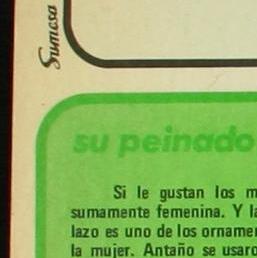 Sumesa
su peinado
Si le gustan los m
sumamente femenina. Y la
lazo es uno de los ornamen
la mujer. Antaño se usaro